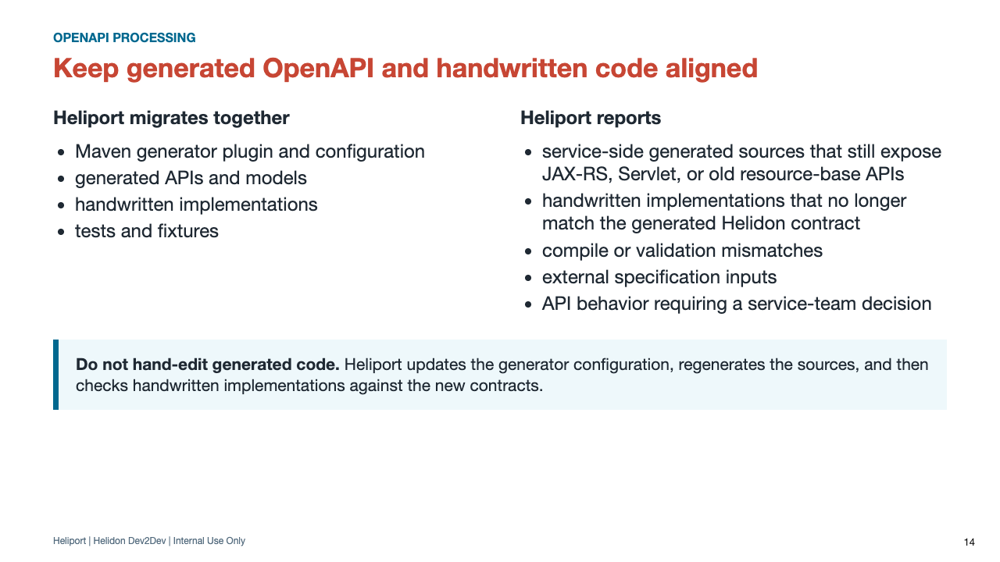 OPENAPI PROCESSING
Keep generated OpenAPI and handwritten code aligned
Heliport migrates together
• Maven generator plugin and configuration
• generated APIs and models
• handwritten implementations
• tests and fixtures
Heliport reports
• service-side generated sources that still expose
JAX-RS, Servlet, or old resource-base APIs
• handwritten implementations that no longer
match the generated Helidon contract
• compile or validation mismatches
• external specification inputs
• API behavior requiring a service-team decision
Do not hand-edit generated code. Heliport updates the generator configuration, regenerates the sources, and then
checks handwritten implementations against the new contracts.
Heliport | Helidon Dev2Dev | Internal Use Only
14